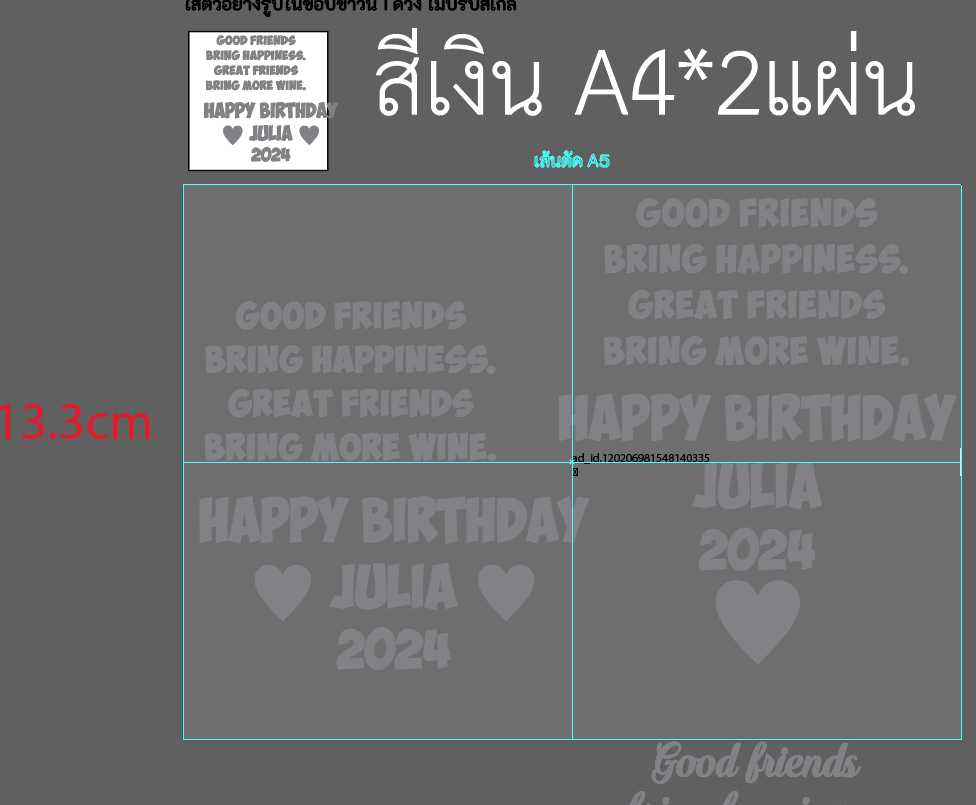 ใส่ตัวอย่างรูปในขอบขาวนี้ 1 ดวง ไม่ปรับสเกล
GOOD FRIENDS
BRING HAPPINESS.
GREAT FRIENDS
BRING MORE WINE.
HAPPY BIRTHDAY
JULIA
2024
สีเงิน A4*2แผ่น
เส้นตัด A5
13.3cm
GOOD FRIENDS
BRING HAPPINESS.
GREAT FRIENDS
BRING MORE WINE.
HAPPY BIRTHDAY
JULIA
2024
GOOD FRIENDS
BRING HAPPINESS.
GREAT FRIENDS
BRING MORE WINE.
HAPPY BIRTHDAY
ad_id.120206981548140335
JULIA
2024
Good friends